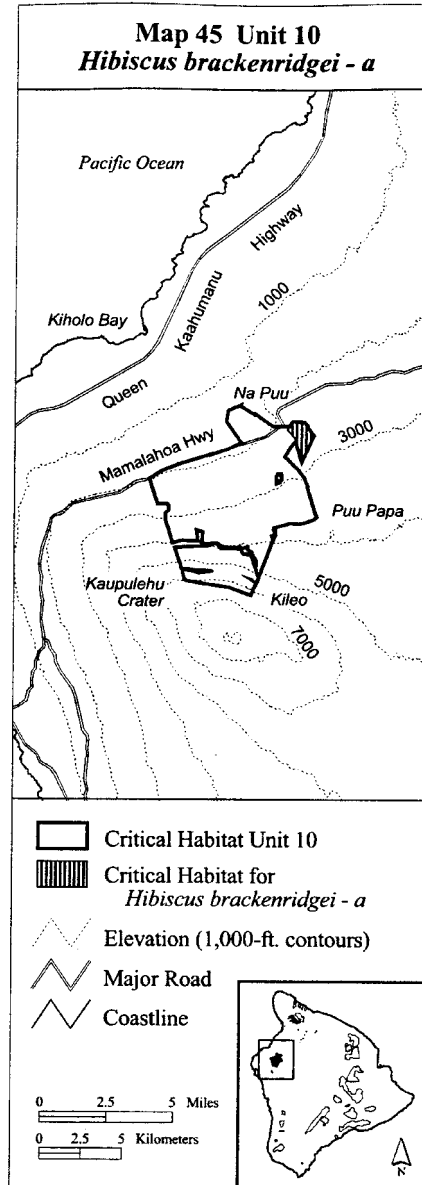 Map 45 Unit 10
Hibiscus brackenridgei - a
Pacific Ocean
Highway
Kaahumanu
1000
Kiholo Bay
Queen
Na Puu
3000
Mamalahoa Hwy
Puu Papa
Kaupulehu
Crater
5000
Kileo
7000
Critical Habitat Unit 10
Critical Habitat for
Hibiscus brackenridgei - a
Elevation (1,000-ft. contours)
Major Road
Coastline
0 2.5 5 Miles
0 2.5 5 Kilometers
N